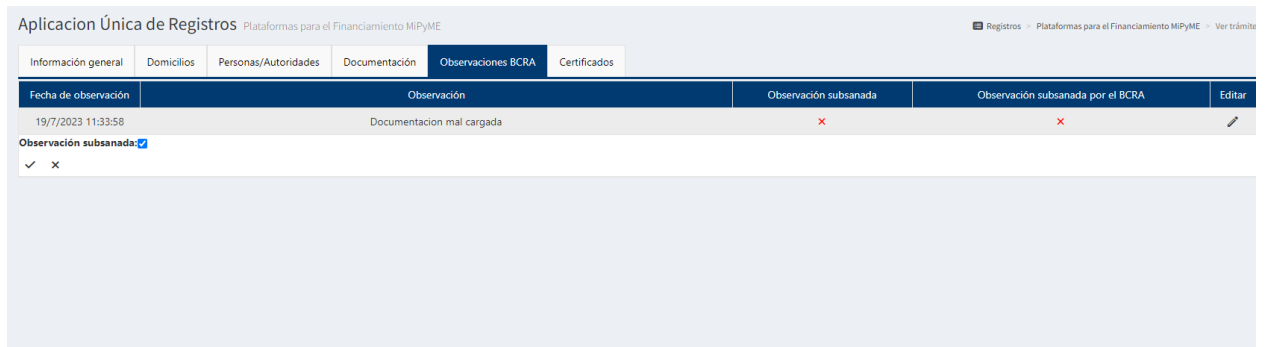 Aplicacion Única de Registros Plataformas para el Financiamiento MiPyME
Registros > Plataformas para el Financiamiento MiPyME > Ver trámite
Información general Domicilios Personas/Autoridades Documentación Observaciones BCRA Certificados
Fecha de observación Observación Observación subsanada Observación subsanada por el BCRA Editar
19/7/2023 11:33:58 Documentacion mal cargada
Observación subsanada: